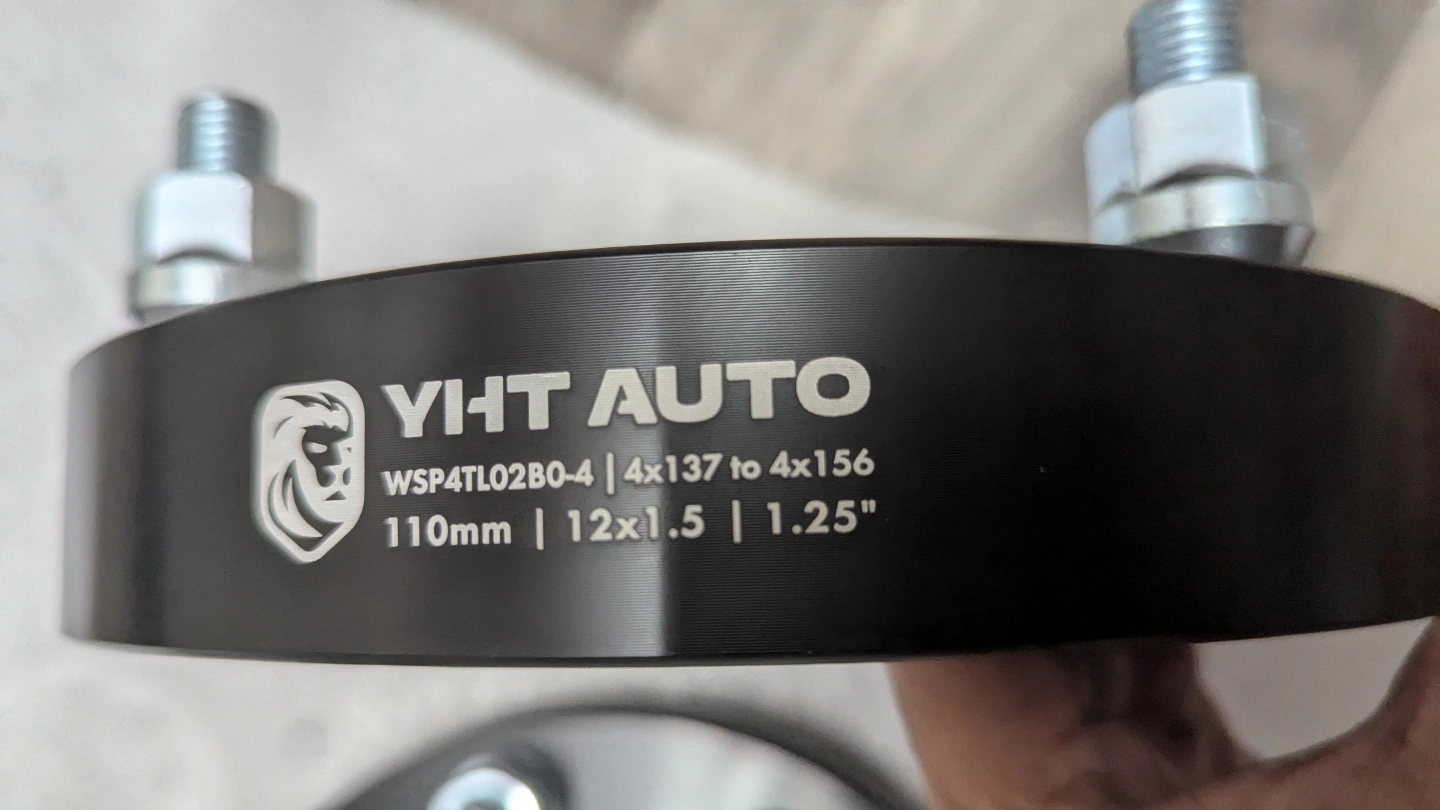 YHT AUTO
WSP4TL02B0-4 | 4x137 to 4x156
110mm | 12x1.5 | 1.25"